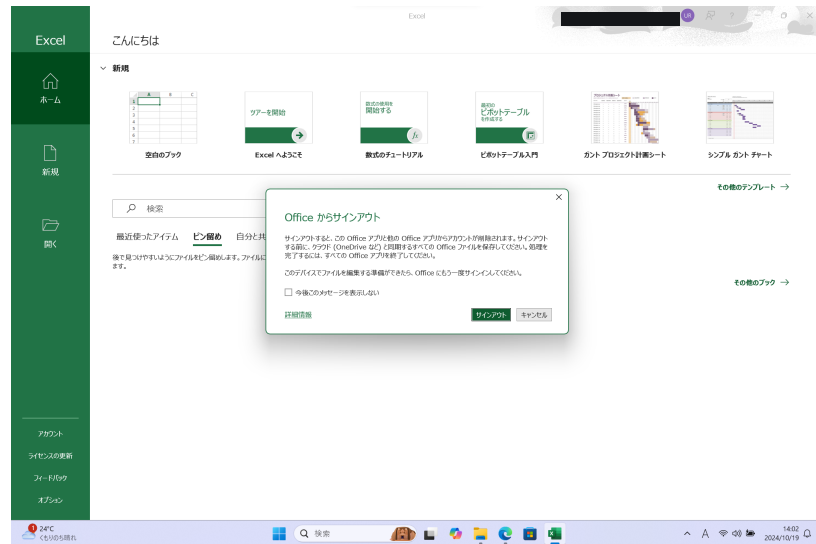 Excel
UR
Excel
こんにちは
ホーム
新規
開く
アカウント
ライセンスの更新
フィードバック
オプション
新規
空白のブック
ツアーを開始
Excel へようこそ
数式の使用を
開始する
fx
数式のチュートリアル
最初の
ピボットテーブル
を作成する
ピボットテーブル入門
ガント プロジェクト計画シート
シンプル ガント チャート
その他のテンプレート →
検索
最近使ったアイテム ピン留め 自分と共
後で見つけやすいようにファイルをピン留めします。ファイルに
ます。
その他のブック →
Office からサインアウト
サインアウトすると、この Office アプリと他の Office アプリからアカウントが削除されます。サインアウト
する前に、クラウド (OneDrive など) と同期するすべての Office ファイルを保存してください。処理を
完了するには、すべての Office アプリを終了してください。
このデバイスでファイルを編集する準備ができたら、Office にもう一度サインインしてください。
今後このメッセージを表示しない
詳細情報
サインアウト
キャンセル
1
24°C
くもりのち晴れ
検索
A
14:02
2024/10/19